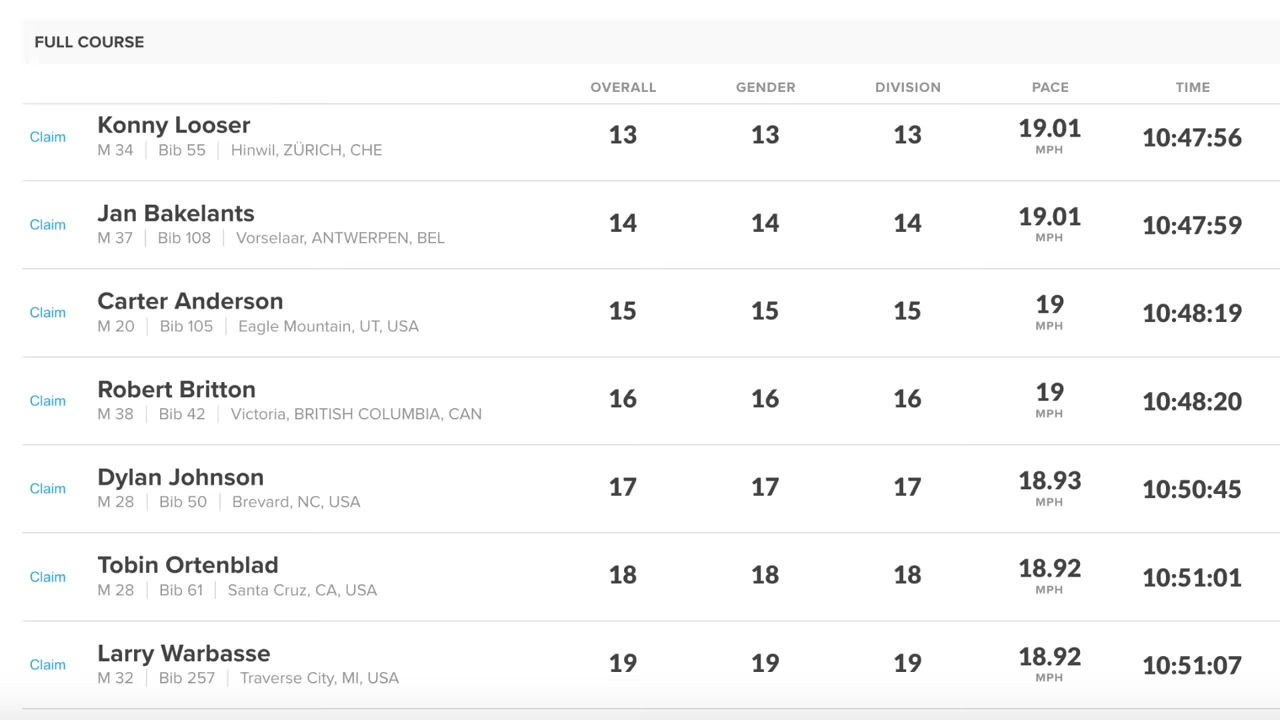 FULL COURSE
OVERALL GENDER DIVISION PACE TIME
Konny Looser
Claim 13 13 13 19.01 10:47:56
M 34 Bib 55 Hinwil, ZÜRICH, CHE MPH
Jan Bakelants
Claim 14 14 14 19.01 10:47:59
M 37 Bib 108 Vorselaar, ANTWERPEN, BEL MPH
Carter Anderson
Claim 15 15 15 19 10:48:19
M 20 Bib 105 Eagle Mountain, UT, USA MPH
Robert Britton
Claim 16 16 16 19 10:48:20
M 38 Bib 42 Victoria, BRITISH COLUMBIA, CAN MPH
Dylan Johnson
Claim 17 17 17 18.93 10:50:45
M 28 Bib 50 Brevard, NC, USA MPH
Tobin Ortenblad
Claim 18 18 18 18.92 10:51:01
M 28 Bib 61 Santa Cruz, CA, USA MPH
Larry Warbasse
Claim 19 19 19 18.92 10:51:07
M 32 Bib 257 Traverse City, MI, USA MPH